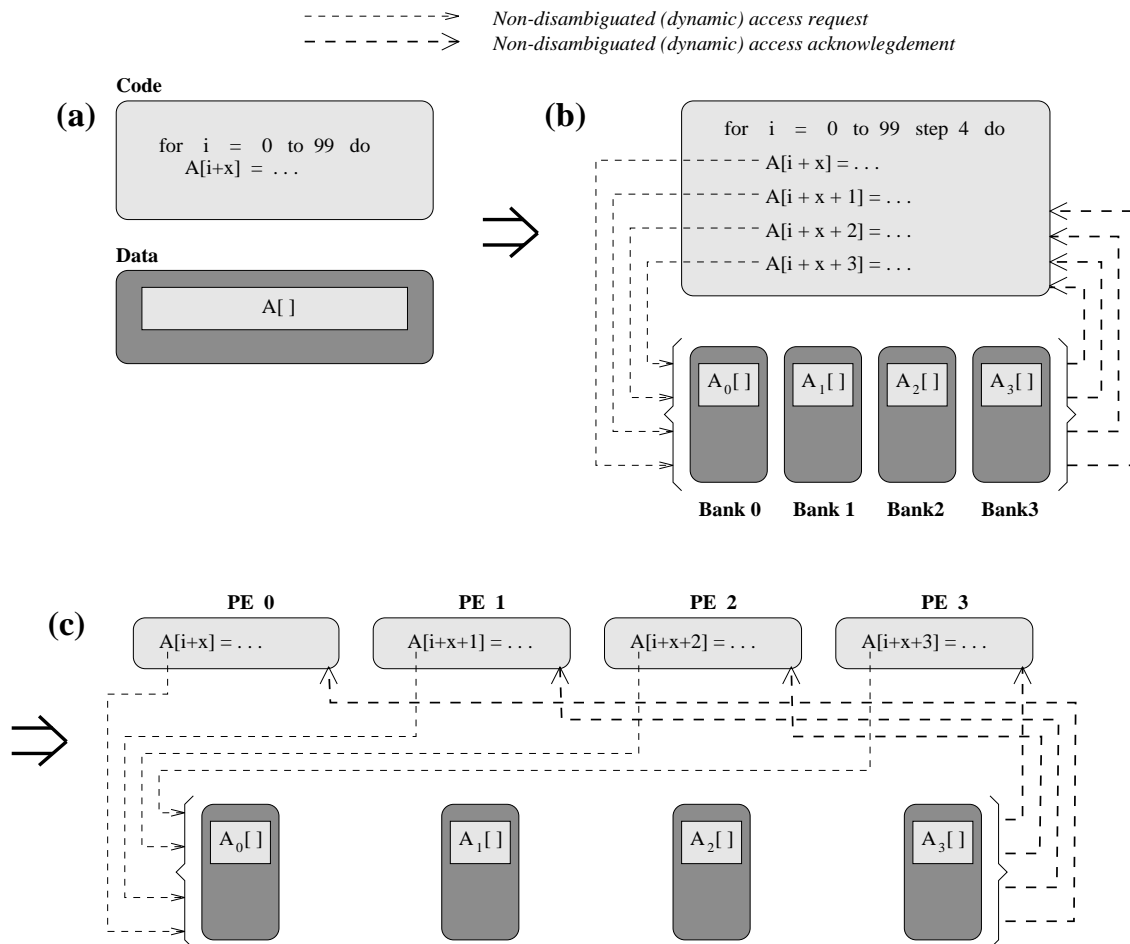 Non-disambiguated (dynamic) access request
Non-disambiguated (dynamic) access acknowlegdement
(a)
Code
for i = 0 to 99 do
A[i+x] = . . .
Data
A[ ]
(b)
for i = 0 to 99 step 4 do
A[i + x] = . . .
A[i + x + 1] = . . .
A[i + x + 2] = . . .
A[i + x + 3] = . . .
A0[ ] A1[ ] A2[ ] A3[ ]
Bank 0 Bank 1 Bank2 Bank3
(c)
PE 0 PE 1 PE 2 PE 3
A[i+x] = . . . A[i+x+1] = . . . A[i+x+2] = . . . A[i+x+3] = . . .
A0[ ] A1[ ] A2[ ] A3[ ]